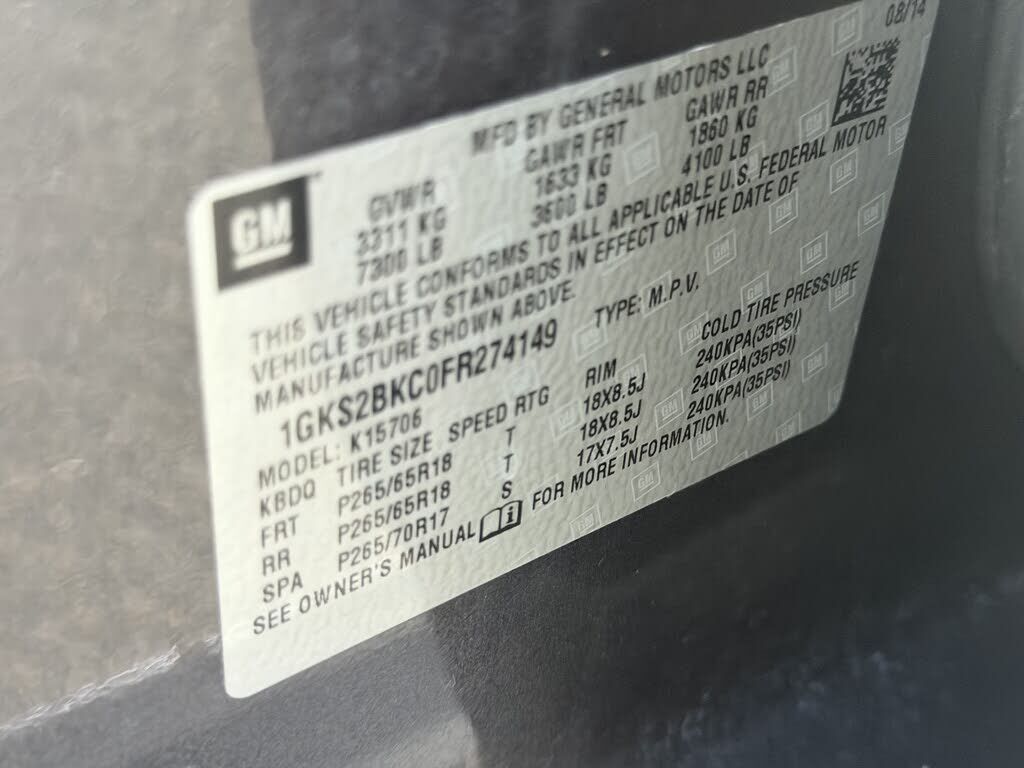 08/14
MFD BY GENERAL MOTORS LLC
GM
GVWR GAWR FRT GAWR RR
3311 KG 1633 KG 1860 KG
7300 LB 3600 LB 4100 LB
THIS VEHICLE CONFORMS TO ALL APPLICABLE U.S. FEDERAL MOTOR
VEHICLE SAFETY STANDARDS IN EFFECT ON THE DATE OF
MANUFACTURE SHOWN ABOVE.
1GKS2BKC0FR274149 TYPE: M.P.V.
MODEL: K15706
KBDQ TIRE SIZE SPEED RTG RIM COLD TIRE PRESSURE
FRT P265/65R18 T 18X8.5J 240KPA(35PSI)
RR P265/65R18 T 18X8.5J 240KPA(35PSI)
SPA P265/70R17 S 17X7.5J 240KPA(35PSI)
SEE OWNER'S MANUAL FOR MORE INFORMATION.